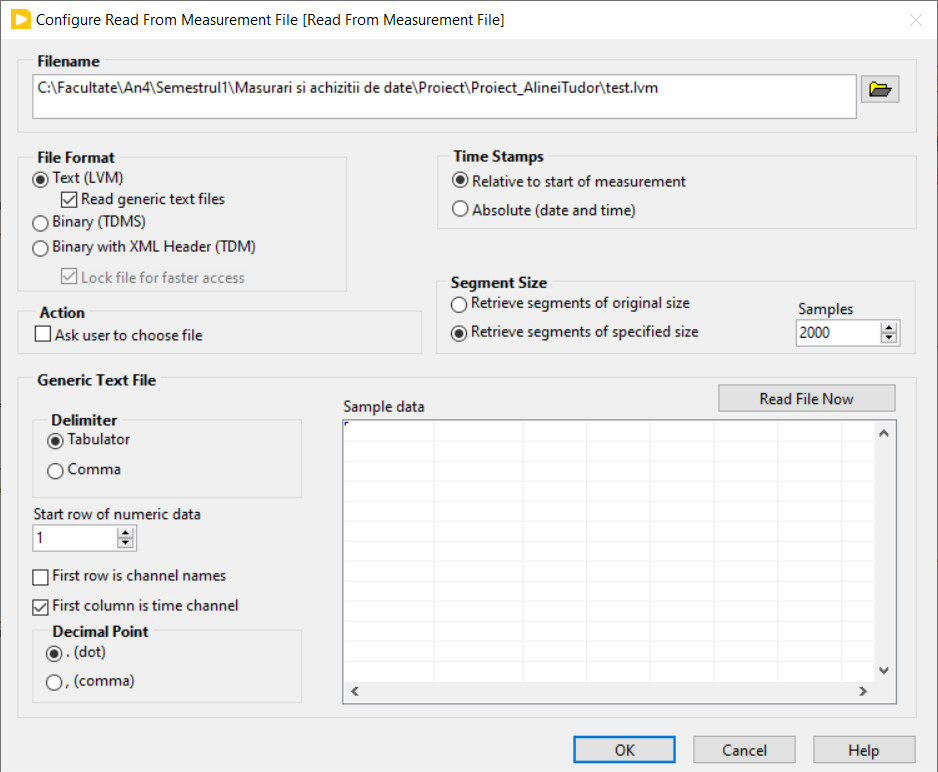 Configure Read From Measurement File [Read From Measurement File]
Filename
C:\Facultate\An4\Semestrul1\Masurari si achizitii de date\Proiect\Proiect_AlineiTudor\test.lvm
File Format
Text (LVM)
Read generic text files
Binary (TDMS)
Binary with XML Header (TDM)
Lock file for faster access
Time Stamps
Relative to start of measurement
Absolute (date and time)
Action
Ask user to choose file
Segment Size
Retrieve segments of original size
Retrieve segments of specified size
Samples
2000
Generic Text File
Delimiter
Tabulator
Comma
Start row of numeric data
1
First row is channel names
First column is time channel
Decimal Point
. (dot)
, (comma)
Sample data
Read File Now
OK
Cancel
Help